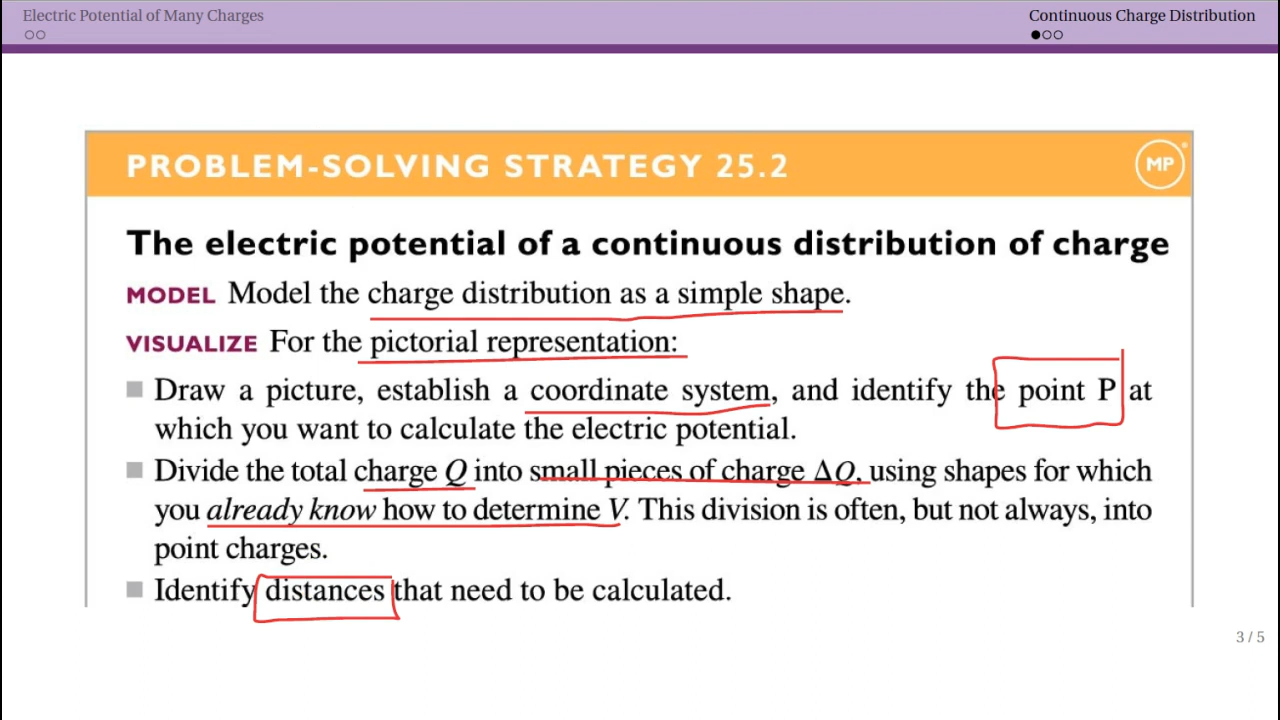 Electric Potential of Many Charges
Continuous Charge Distribution
PROBLEM-SOLVING STRATEGY 25.2
MP
The electric potential of a continuous distribution of charge
MODEL Model the charge distribution as a simple shape.
VISUALIZE For the pictorial representation:
Draw a picture, establish a coordinate system, and identify the point P at
which you want to calculate the electric potential.
Divide the total charge Q into small pieces of charge ΔQ, using shapes for which
you already know how to determine V. This division is often, but not always, into
point charges.
Identify distances that need to be calculated.
3 / 5